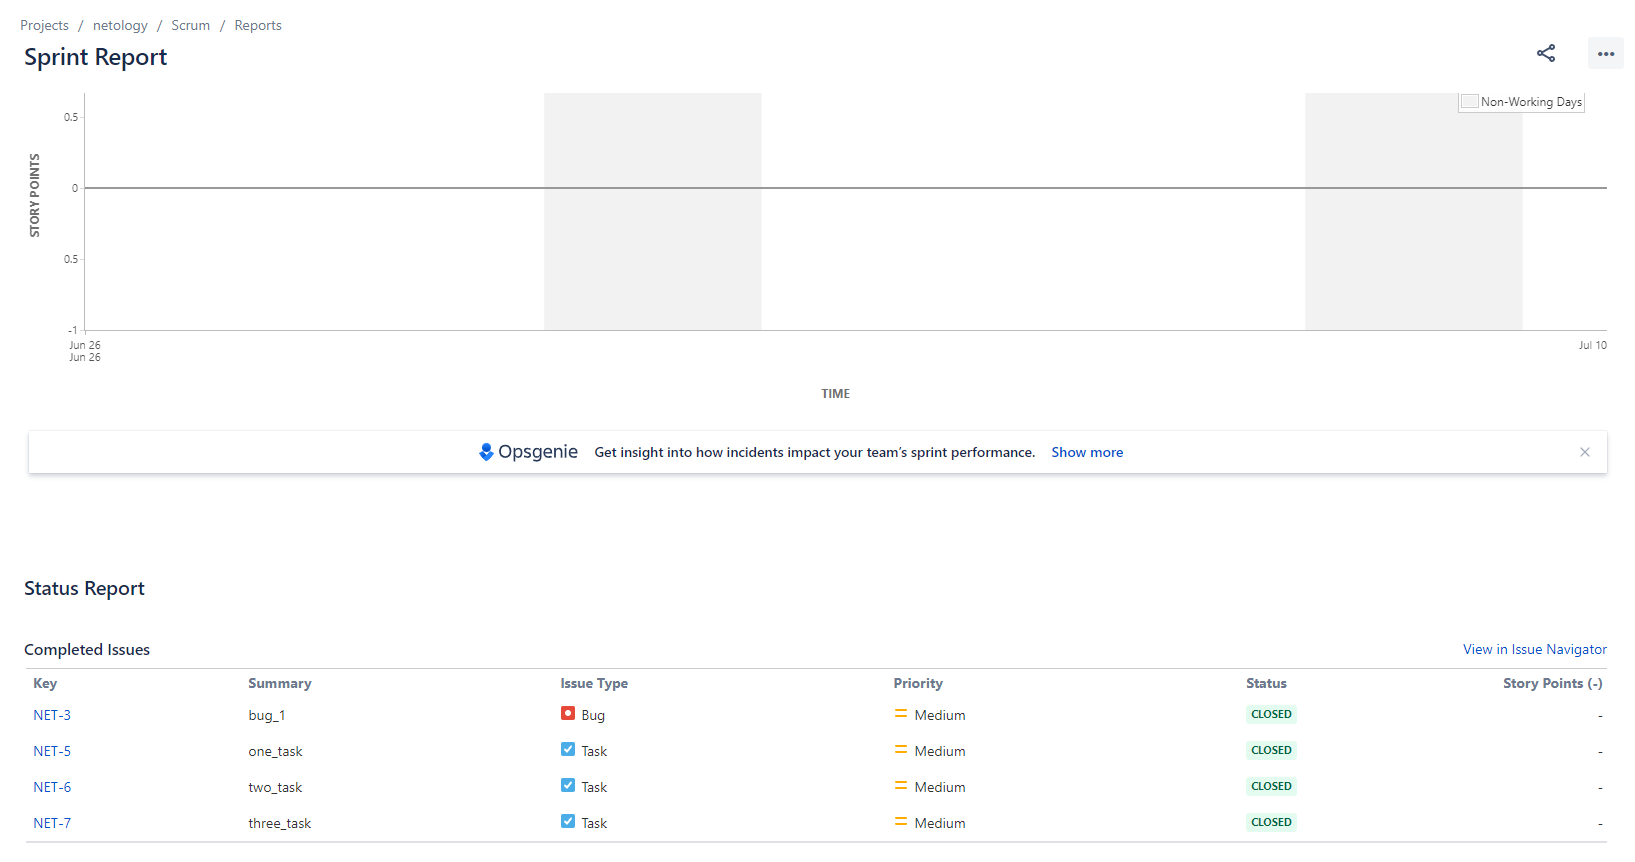 Projects / netology / Scrum / Reports
Sprint Report
Non-Working Days
0.5
0
0.5
-1
STORY POINTS
Jun 26
Jun 26
Jul 10
TIME
Opsgenie Get insight into how incidents impact your team's sprint performance. Show more
Status Report
Completed Issues View in Issue Navigator
Key Summary Issue Type Priority Status Story Points (-)
NET-3 bug_1 Bug Medium CLOSED -
NET-5 one_task Task Medium CLOSED -
NET-6 two_task Task Medium CLOSED -
NET-7 three_task Task Medium CLOSED -